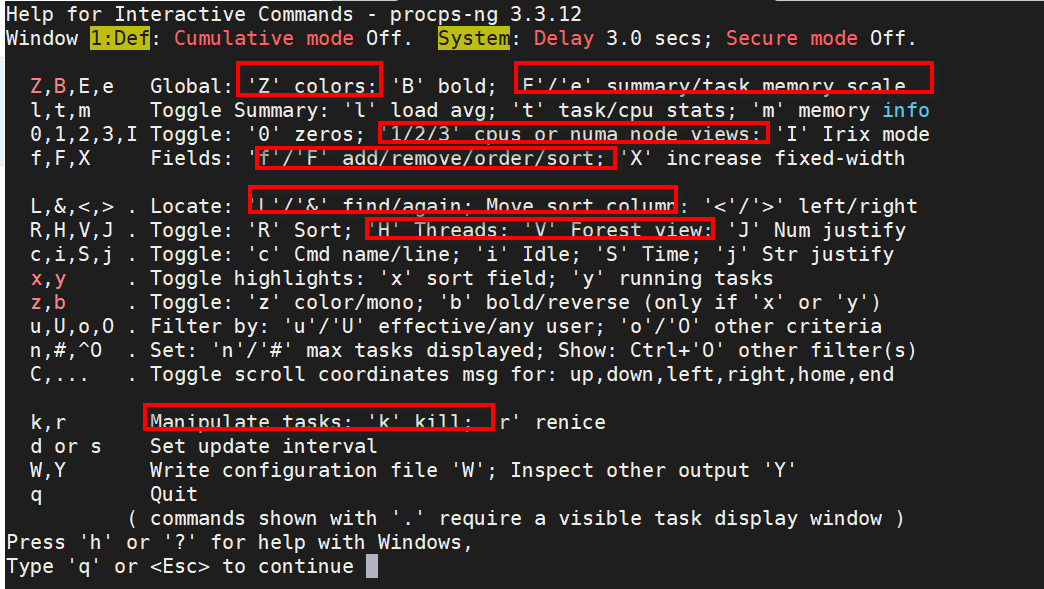 Help for Interactive Commands - procps-ng 3.3.12
Window 1:Def: Cumulative mode Off.  System: Delay 3.0 secs; Secure mode Off.
Z,B,E,e   Global: 'Z' colors; 'B' bold; 'E'/'e' summary/task memory scale
l,t,m     Toggle Summary: 'l' load avg; 't' task/cpu stats; 'm' memory info
0,1,2,3,I Toggle: '0' zeros; '1/2/3' cpus or numa node views; 'I' Irix mode
f,F,X     Fields: 'f'/'F' add/remove/order/sort; 'X' increase fixed-width
L,&,<,> . Locate: 'L'/'&' find/again; Move sort column: '<'/'>' left/right
R,H,V,J . Toggle: 'R' Sort; 'H' Threads; 'V' Forest view; 'J' Num justify
c,i,S,j . Toggle: 'c' Cmd name/line; 'i' Idle; 'S' Time; 'j' Str justify
x,y     . Toggle highlights: 'x' sort field; 'y' running tasks
z,b     . Toggle: 'z' color/mono; 'b' bold/reverse (only if 'x' or 'y')
u,U,o,O . Filter by: 'u'/'U' effective/any user; 'o'/'O' other criteria
n,#,^O  . Set: 'n'/'#' max tasks displayed; Show: Ctrl+'O' other filter(s)
C,...   . Toggle scroll coordinates msg for: up,down,left,right,home,end
k,r       Manipulate tasks: 'k' kill; 'r' renice
d or s    Set update interval
W,Y       Write configuration file 'W'; Inspect other output 'Y'
q         Quit
( commands shown with '.' require a visible task display window )
Press 'h' or '?' for help with Windows,
Type 'q' or <Esc> to continue